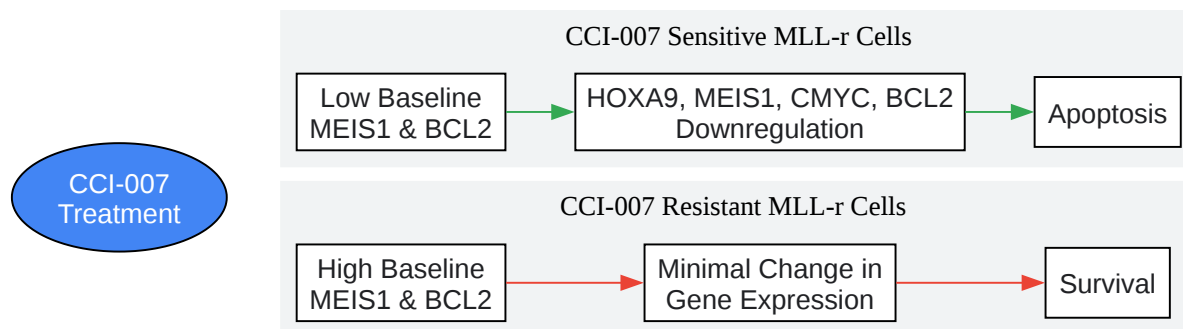 CCI-007 Sensitive MLL-r Cells
Low Baseline
MEIS1 & BCL2
HOXA9, MEIS1, CMYC, BCL2
Downregulation
Apoptosis
CCI-007
Treatment
CCI-007 Resistant MLL-r Cells
High Baseline
MEIS1 & BCL2
Minimal Change in
Gene Expression
Survival